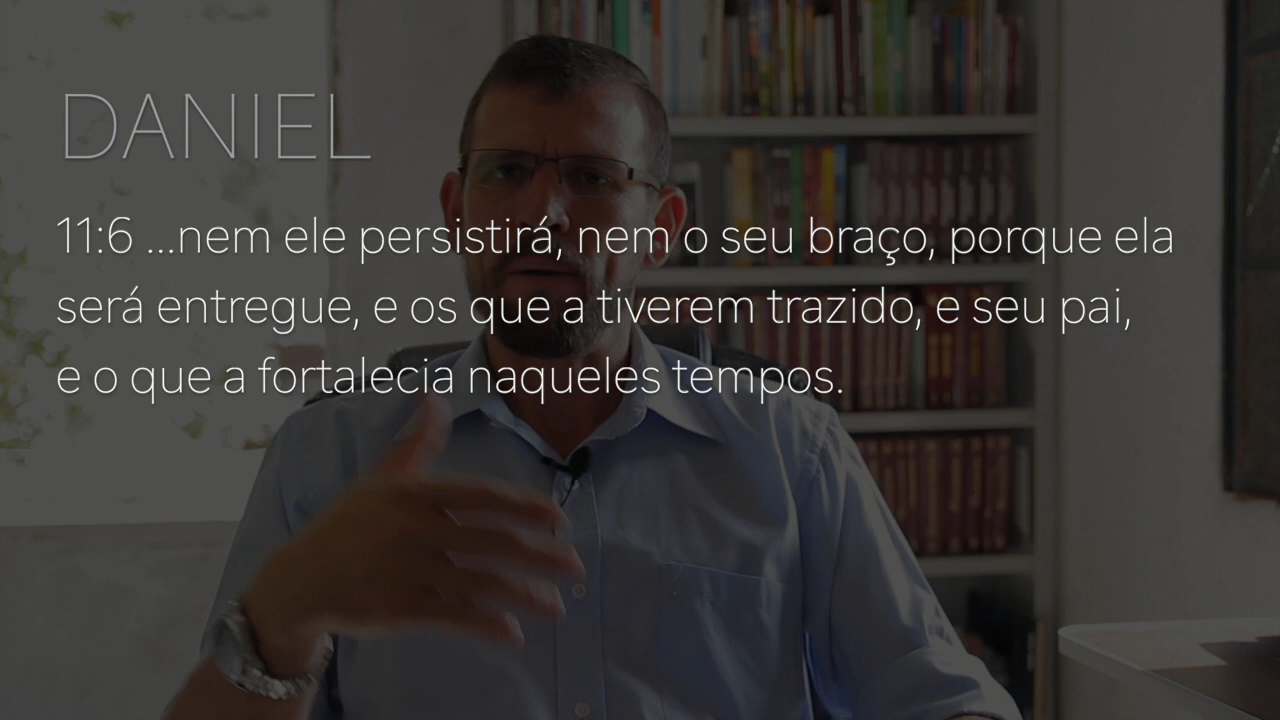 DANIEL
11:6 ...nem ele persistirá, nem o seu braço, porque ela
será entregue, e os que a tiverem trazido, e seu pai,
e o que a fortalecia naqueles tempos.